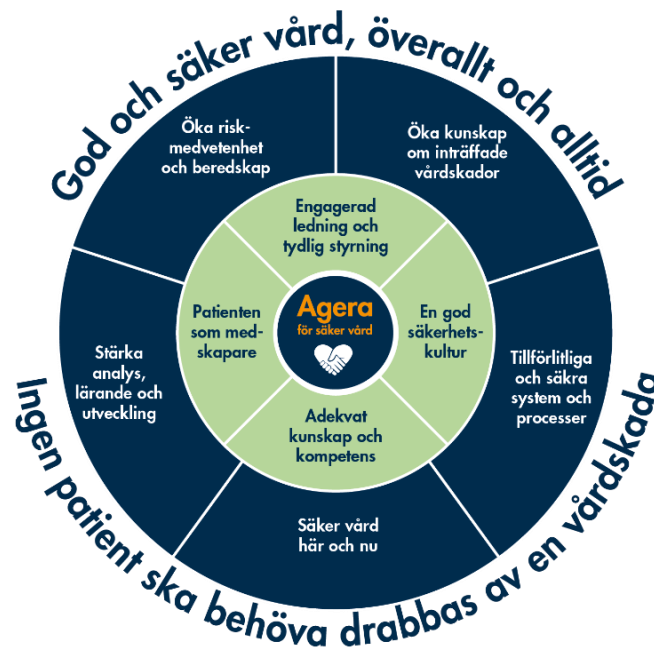 God och säker vård, överallt och alltid
Öka risk-
medvetenhet
och beredskap
Öka kunskap
om inträffade
vårdskador
Engagerad
ledning och
tydlig styrning
Patienten
som med-
skapare
Agera
för säker vård
En god
säkerhets-
kultur
Stärka
analys,
lärande och
utveckling
Tillförlitliga
och säkra
system och
processer
Adekvat
kunskap och
kompetens
Säker vård
här och nu
Ingen patient ska behöva drabbas av en vårdskada